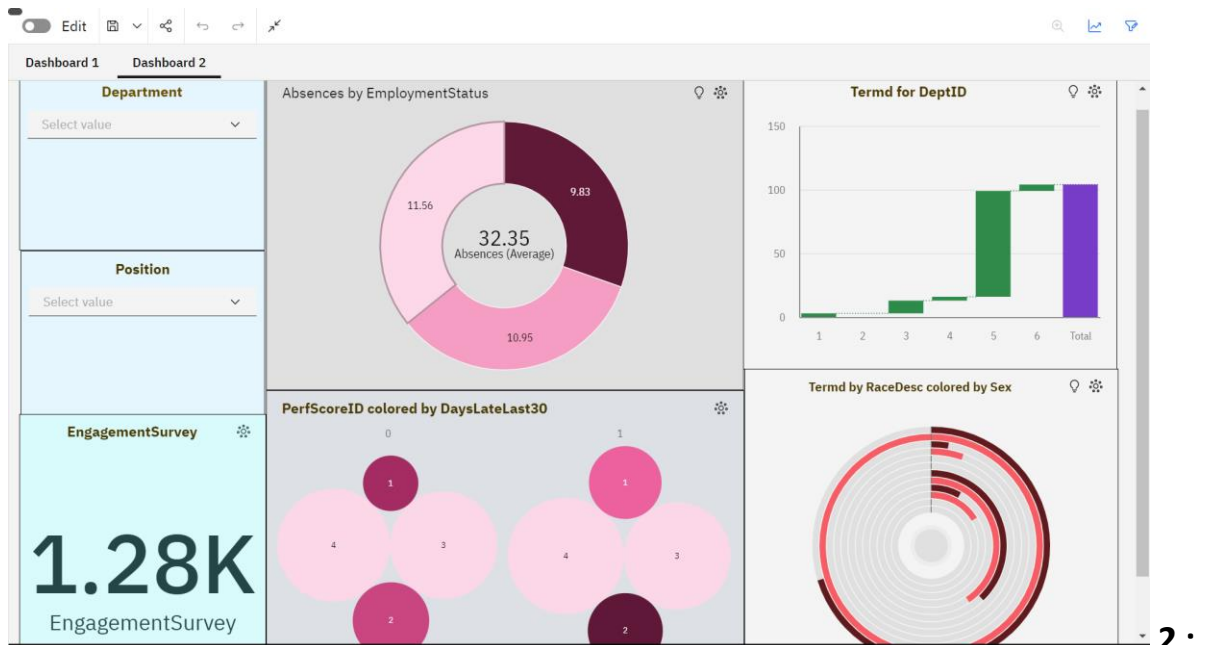 Edit
Dashboard 1 Dashboard 2
Department
Select value
Position
Select value
EngagementSurvey
1.28K
EngagementSurvey
Absences by EmploymentStatus
9.83
11.56
32.35
Absences (Average)
10.95
PerfScoreID colored by DaysLateLast30
0 1
1 1
4 3 4 3
2 2
Termd for DeptID
150
100
50
0
1 2 3 4 5 6 Total
Termd by RaceDesc colored by Sex
2 :